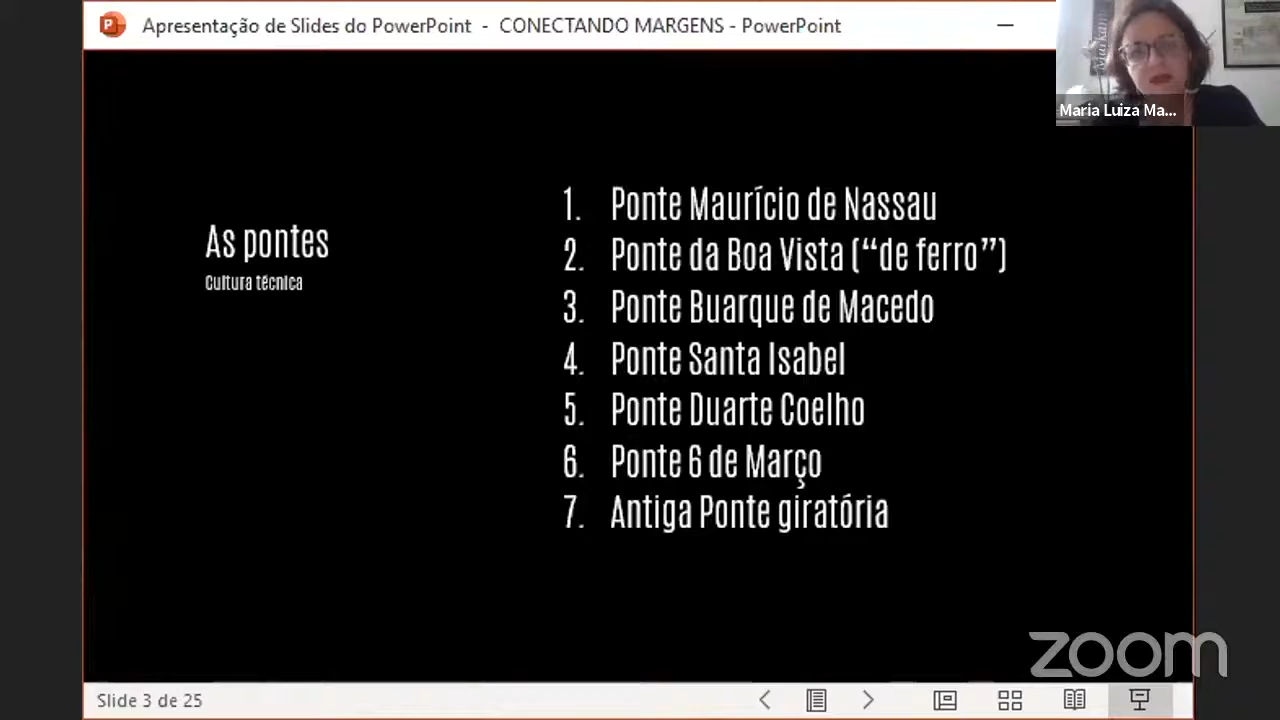 Apresentação de Slides do PowerPoint - CONECTANDO MARGENS - PowerPoint
Maria Luiza Ma...
As pontes
Cultura técnica
1. Ponte Maurício de Nassau
2. Ponte da Boa Vista (“de ferro”)
3. Ponte Buarque de Macedo
4. Ponte Santa Isabel
5. Ponte Duarte Coelho
6. Ponte 6 de Março
7. Antiga Ponte giratória
zoom
Slide 3 de 25